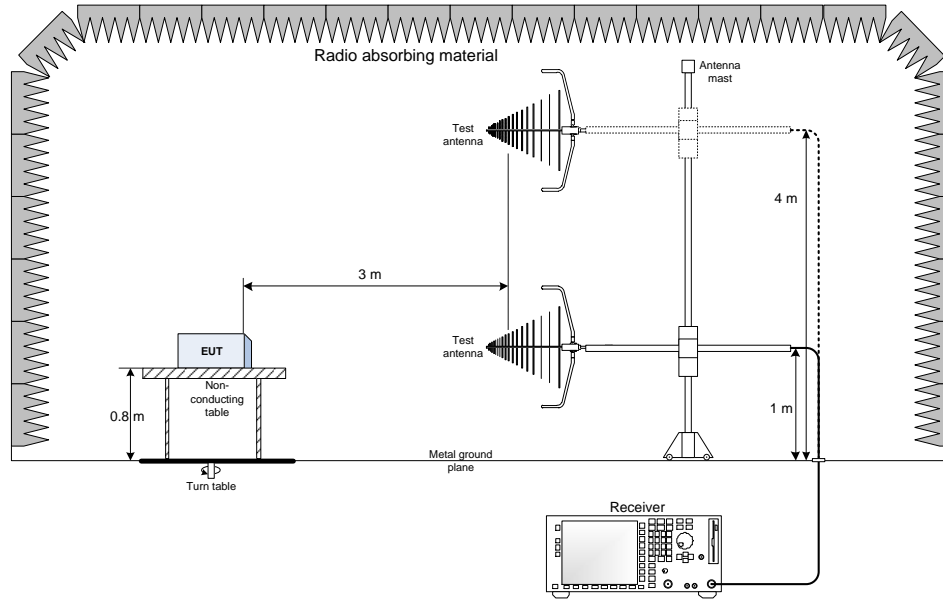 Radio absorbing material
Antenna
mast
Test
antenna
4 m
3 m
Test
antenna
EUT
Non-
conducting
table
0.8 m
1 m
Metal ground
plane
Turn table
Receiver